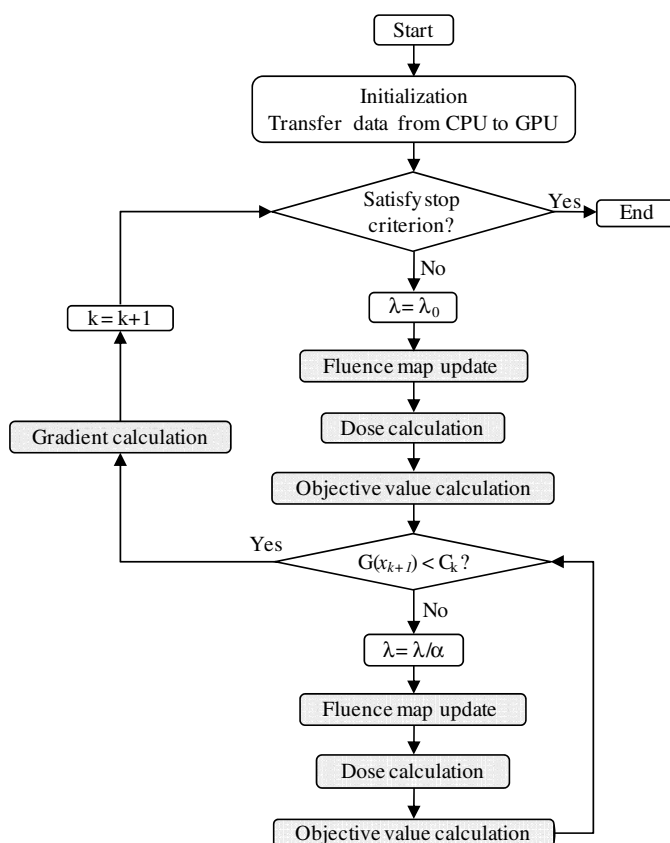 Start
Initialization
Transfer data from CPU to GPU
Satisfy stop
criterion?
Yes
End
No
λ= λ₀
k= k+1
Fluence map update
Dose calculation
Gradient calculation
Objective value calculation
Yes
G(xₖ₊₁) < Cₖ?
No
λ= λ/α
Fluence map update
Dose calculation
Objective value calculation